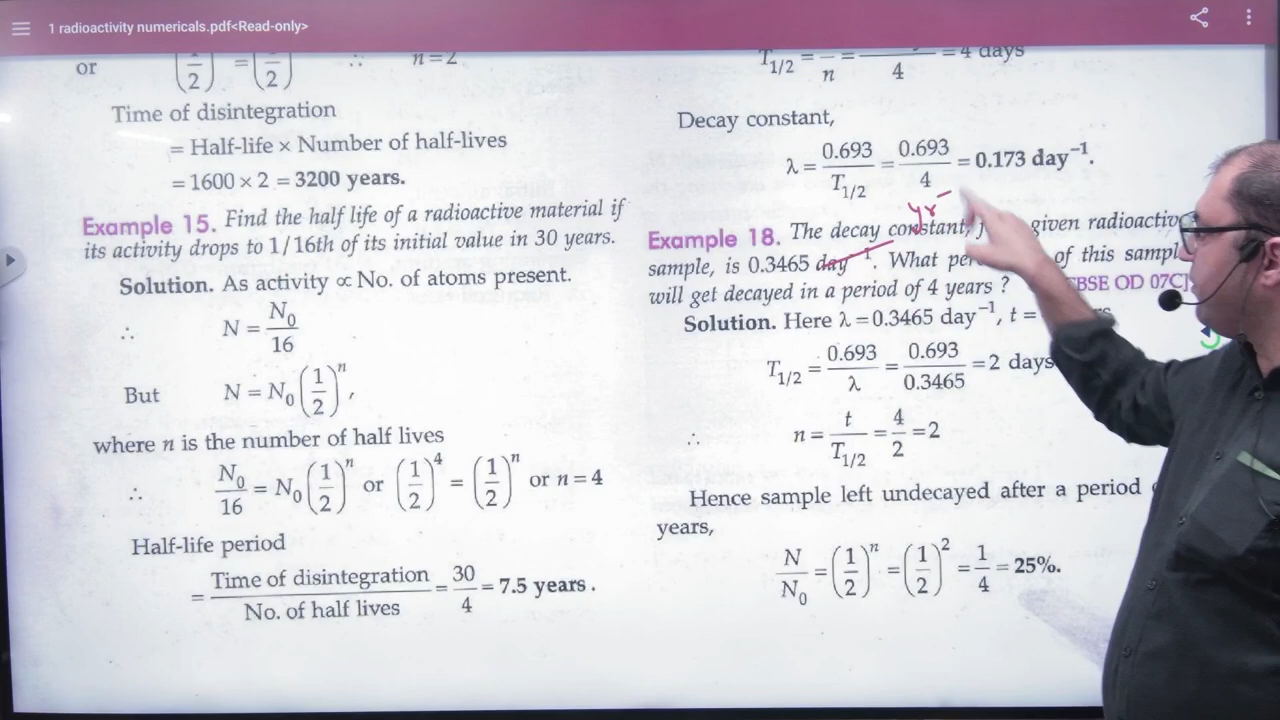 1 radioactivity numericals.pdf<Read-only>
or (1/2) = (1/2) ∴ n = 2
Time of disintegration
= Half-life × Number of half-lives
= 1600 × 2 = 3200 years.
Example 15. Find the half life of a radioactive material if
its activity drops to 1/16th of its initial value in 30 years.
Solution. As activity ∝ No. of atoms present.
∴ N = N₀/16
But N = N₀(1/2)ⁿ,
where n is the number of half lives
∴ N₀/16 = N₀(1/2)ⁿ or (1/2)⁴ = (1/2)ⁿ or n = 4
Half-life period
= Time of disintegration/No. of half lives = 30/4 = 7.5 years.
T₁/₂ = /n = /4 = 4 days
Decay constant,
λ = 0.693/T₁/₂ = 0.693/4 = 0.173 day⁻¹.
yr⁻
Example 18. The decay constant, given radioactive
sample, is 0.3465 day⁻¹. What of this sample
will get decayed in a period of 4 years ? CBSE OD 07C]
Solution. Here λ = 0.3465 day⁻¹, t =
T₁/₂ = 0.693/λ = 0.693/0.3465 = 2 days
∴ n = t/T₁/₂ = 4/2 = 2
Hence sample left undecayed after a period
years,
N/N₀ = (1/2)ⁿ = (1/2)² = 1/4 = 25%.